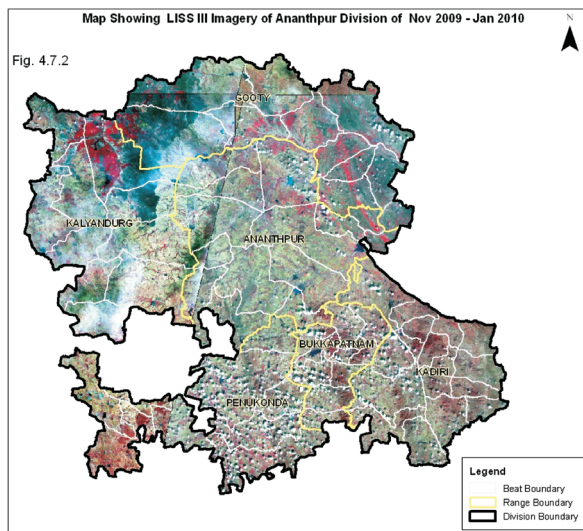 Map Showing LISS III Imagery of Ananthpur Division of Nov 2009 - Jan 2010
N
Fig. 4.7.2
GOOTY
KALYANDURG
ANANTHPUR
BUKKAPATNAM
KADIRI
PENUKONDA
Legend
Beat Boundary
Range Boundary
Division Boundary